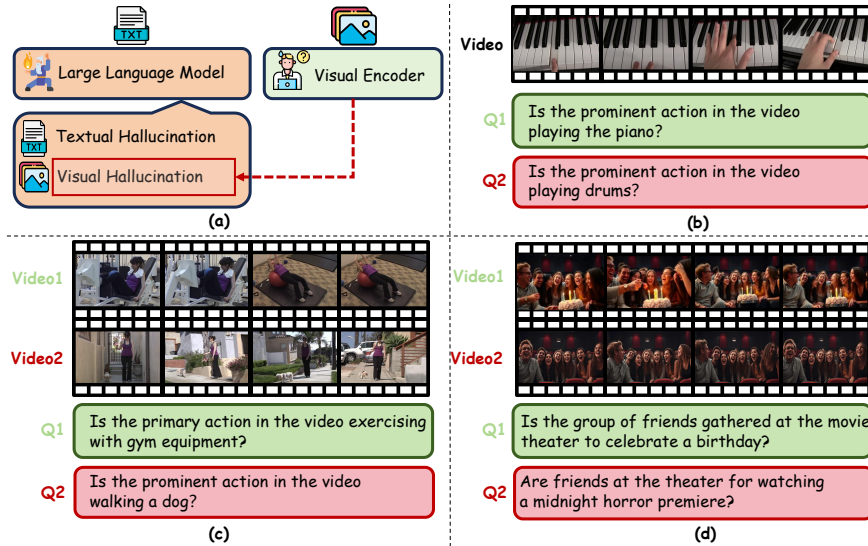 TXT
Large Language Model
Visual Encoder
TXT
Textual Hallucination
Visual Hallucination
(a)
Video
Q1
Is the prominent action in the video
playing the piano?
Q2
Is the prominent action in the video
playing drums?
(b)
Video1
Video2
Q1
Is the primary action in the video exercising
with gym equipment?
Q2
Is the prominent action in the video
walking a dog?
(c)
Video1
Video2
Q1
Is the group of friends gathered at the movie
theater to celebrate a birthday?
Q2
Are friends at the theater for watching
a midnight horror premiere?
(d)